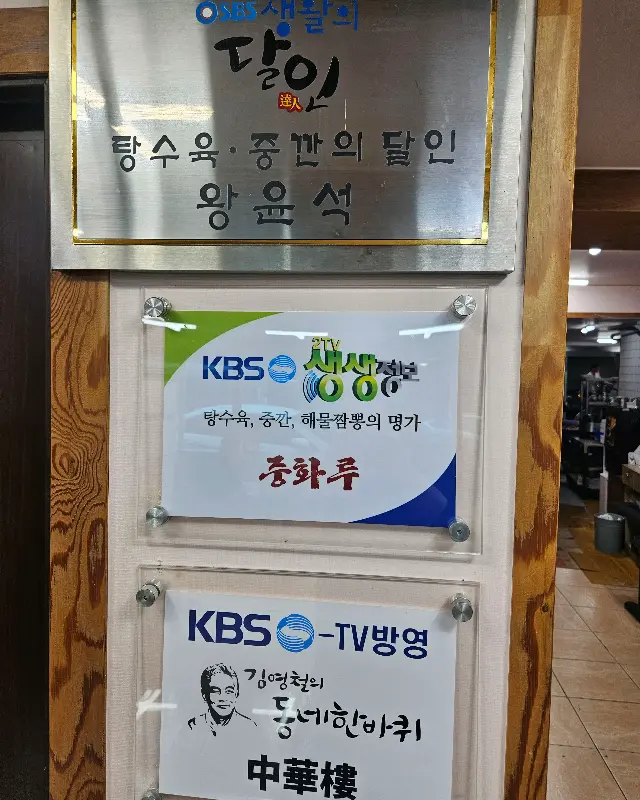 SBS 생활의
달인
達人
탕수육·중깐의 달인
왕윤석
KBS 2TV 생생정보
탕수육, 중깐, 해물짬뽕의 명가
중화루
KBS -TV방영
김영철의
동네한바퀴
中華樓